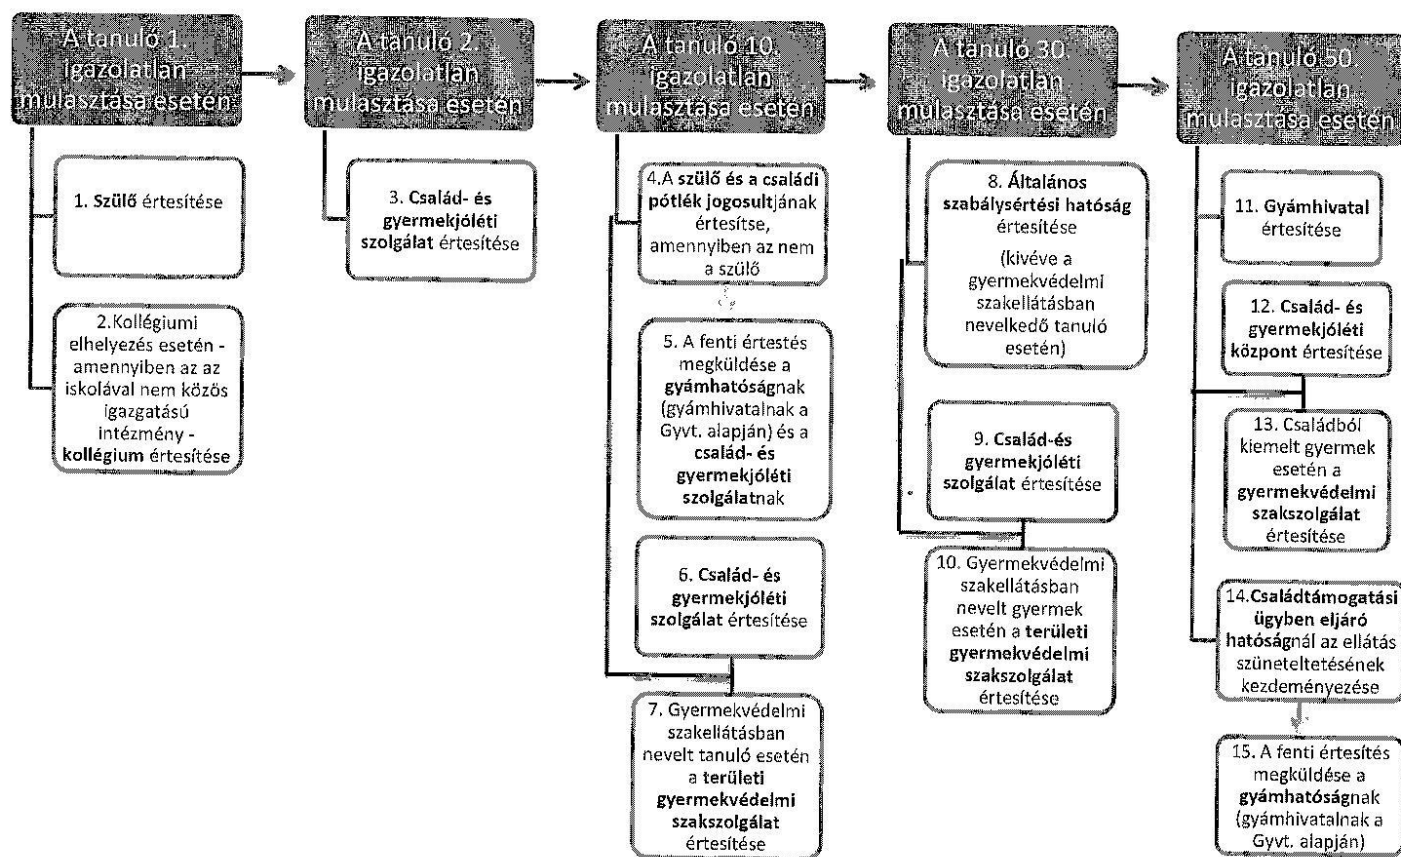 A tanuló 1.
igazolatlan
mulasztása esetén
1. Szülő értesítése
2.Kollégiumi
elhelyezés esetén -
amennyiben az az
iskolával nem közös
igazgatású
intézmény -
kollégium értesítése
A tanuló 2.
igazolatlan
mulasztása esetén
3. Család- és
gyermekjóléti
szolgálat értesítése
A tanuló 10.
igazolatlan
mulasztása esetén
4.A szülő és a családi
pótlék jogosultjának
értesítse,
amennyiben az nem
a szülő
5. A fenti értestés
megküldése a
gyámhatóságnak
(gyámhivatalnak a
Gyvt. alapján) és a
család- és
gyermekjóléti
szolgálatnak
6. Család- és
gyermekjóléti
szolgálat értesítése
7. Gyermekvédelmi
szakellátásban
nevelt tanuló esetén
a területi
gyermekvédelmi
szakszolgálat
értesítése
A tanuló 30.
igazolatlan
mulasztása esetén
8. Általános
szabálysértési hatóság
értesítése
(kivéve a
gyermekvédelmi
szakellátásban
nevelkedő tanuló
esetén)
9. Család-és
gyermekjóléti
szolgálat értesítése
10. Gyermekvédelmi
szakellátásban
nevelt gyermek
esetén a területi
gyermekvédelmi
szakszolgálat
értesítése
A tanuló 50.
igazolatlan
mulasztása esetén
11. Gyámhivatal
értesítése
12. Család- és
gyermekjóléti
központ értesítése
13. Családból
kiemelt gyermek
esetén a
gyermekvédelmi
szakszolgálat
értesítése
14.Családtámogatási
ügyben eljáró
hatóságnál az ellátás
szüneteltetésének
kezdeményezése
15. A fenti értesítés
megküldése a
gyámhatóságnak
(gyámhivatalnak a
Gyvt. alapján)